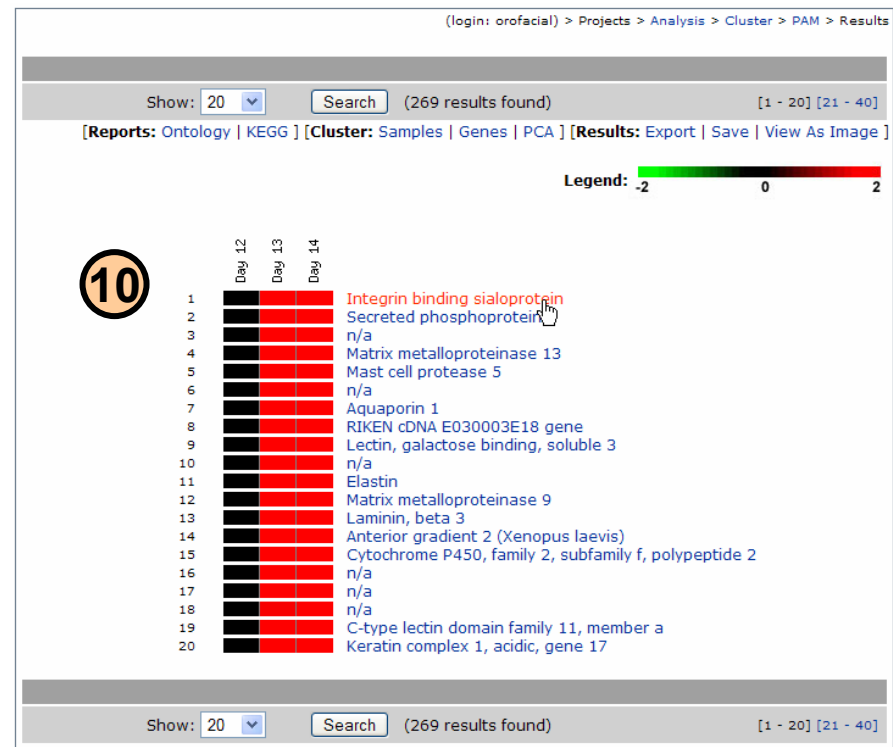 (login: orofacial) > Projects > Analysis > Cluster > PAM > Results
Show: 20 Search (269 results found) [1 - 20] [21 - 40]
[Reports: Ontology | KEGG ] [Cluster: Samples | Genes | PCA ] [Results: Export | Save | View As Image ]
Legend: -2 0 2
Day 12 Day 13 Day 14
10
1 Integrin binding sialoprotein
2 Secreted phosphoprotein
3 n/a
4 Matrix metalloproteinase 13
5 Mast cell protease 5
6 n/a
7 Aquaporin 1
8 RIKEN cDNA E030003E18 gene
9 Lectin, galactose binding, soluble 3
10 n/a
11 Elastin
12 Matrix metalloproteinase 9
13 Laminin, beta 3
14 Anterior gradient 2 (Xenopus laevis)
15 Cytochrome P450, family 2, subfamily f, polypeptide 2
16 n/a
17 n/a
18 n/a
19 C-type lectin domain family 11, member a
20 Keratin complex 1, acidic, gene 17
Show: 20 Search (269 results found) [1 - 20] [21 - 40]